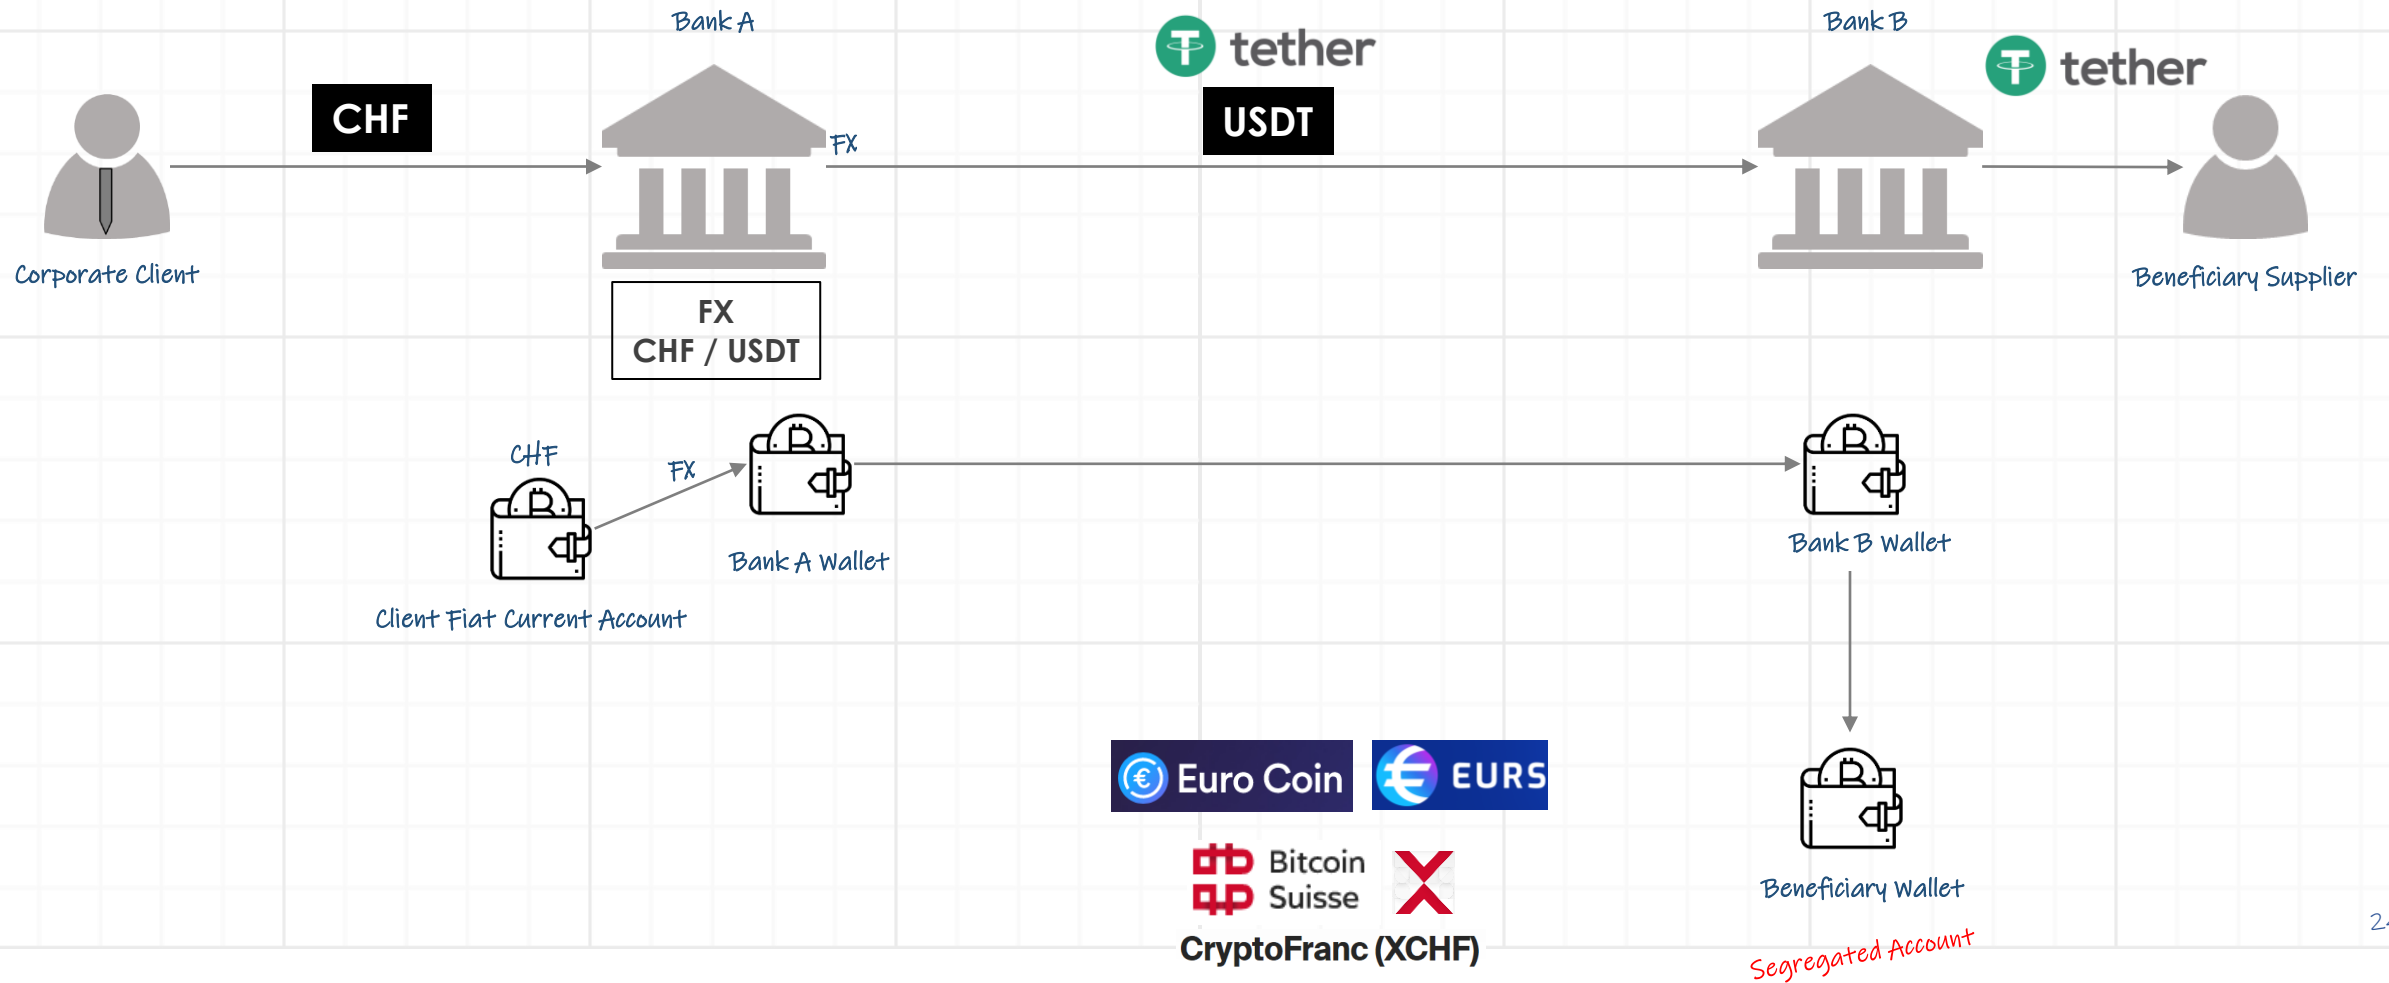 Bank A
tether
Bank B
tether
CHF
USDT
FX
Corporate Client
Beneficiary Supplier
FX
CHF / USDT
CHF
FX
Bank A Wallet
Bank B Wallet
Client Fiat Current Account
Euro Coin
EURS
Bitcoin
Suisse
Beneficiary Wallet
CryptoFranc (XCHF)
Segregated Account